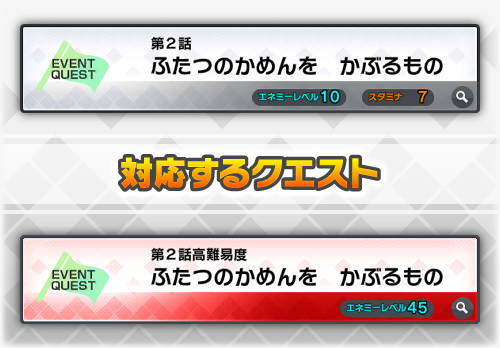 第2話
EVENT
QUEST
ふたつのかめんを　かぶるもの
エネミーレベル10 スタミナ 7
対応するクエスト
第2話高難易度
EVENT
QUEST
ふたつのかめんを　かぶるもの
エネミーレベル45